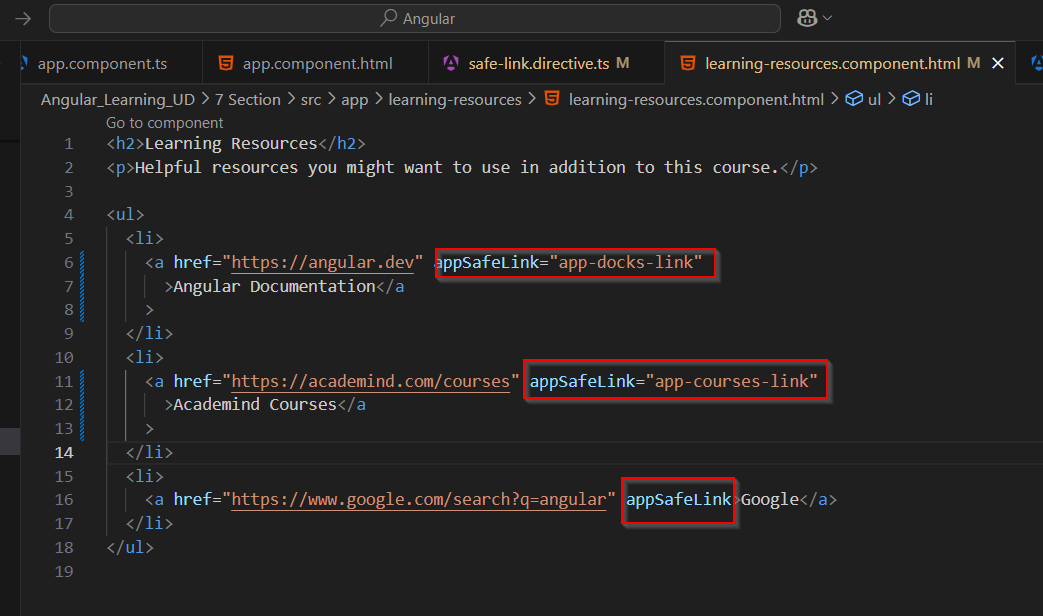 Angular
app.component.ts app.component.html safe-link.directive.ts M learning-resources.component.html M
Angular_Learning_UD > 7 Section > src > app > learning-resources > learning-resources.component.html > ul > li
Go to component
1 <h2>Learning Resources</h2>
2 <p>Helpful resources you might want to use in addition to this course.</p>
3
4 <ul>
5 <li>
6 <a href="https://angular.dev" appSafeLink="app-docks-link"
7 >Angular Documentation</a
8 >
9 </li>
10 <li>
11 <a href="https://academind.com/courses" appSafeLink="app-courses-link"
12 >Academind Courses</a
13 >
14 </li>
15 <li>
16 <a href="https://www.google.com/search?q=angular" appSafeLink>Google</a>
17 </li>
18 </ul>
19